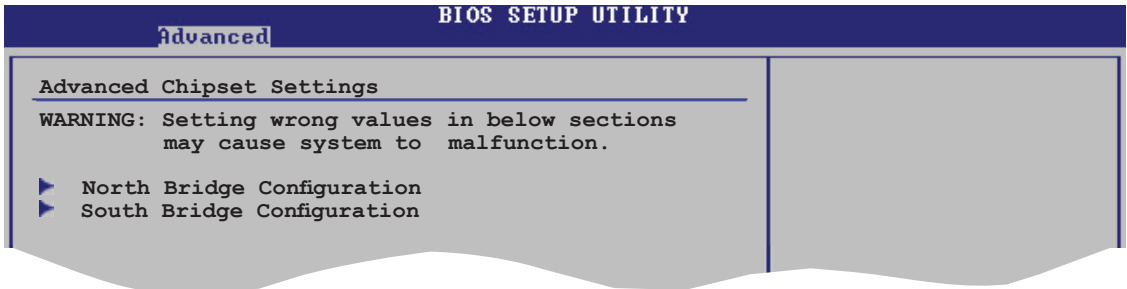 BIOS SETUP UTILITY
Advanced
Advanced Chipset Settings
WARNING: Setting wrong values in below sections
may cause system to malfunction.
North Bridge Configuration
South Bridge Configuration